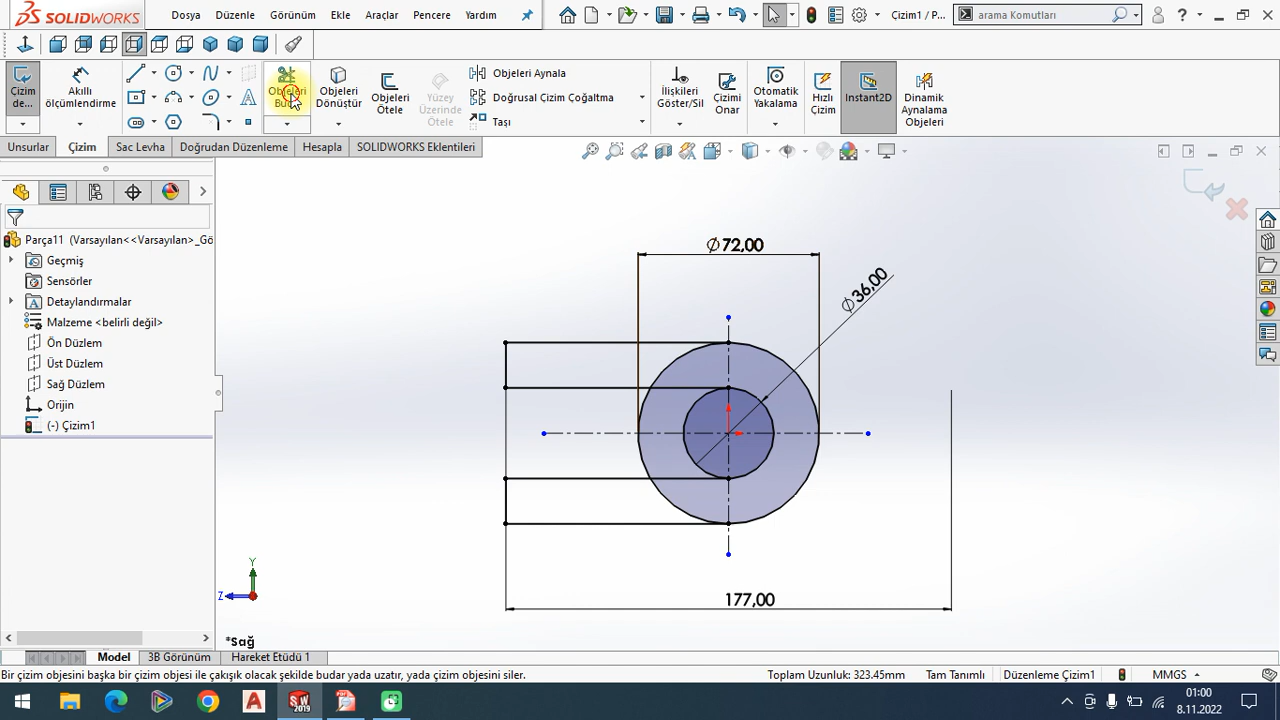 SOLIDWORKS
Dosya Düzenle Görünüm Ekle Araçlar Pencere Yardım
Çizim1 / P...
arama Komutları
Çizim de...
Akıllı ölçümlendirme
Objeleri Bu
Objeleri Dönüştür
Objeleri Ötele
Yüzey Üzerinde Ötele
Objeleri Aynala
Doğrusal Çizim Çoğaltma
Taşı
İlişkileri Göster/Sil
Çizimi Onar
Otomatik Yakalama
Hızlı Çizim
Instant2D
Dinamik Aynalama Objeleri
Unsurlar Çizim Sac Levha Doğrudan Düzenleme Hesapla SOLIDWORKS Eklentileri
Parça11 (Varsayılan<<Varsayılan>_Gö
Geçmiş
Sensörler
Detaylandırmalar
Malzeme <belirli değil>
Ön Düzlem
Üst Düzlem
Sağ Düzlem
Orijin
(-) Çizim1
Ø72,00
Ø36,00
177,00
Y
Z
*Sağ
Model 3B Görünüm Hareket Etüdü 1
Bir çizim objesini başka bir çizim objesi ile çakışık olacak şekilde budar yada uzatır, yada çizim objesini siler.
Toplam Uzunluk: 323.45mm Tam Tanımlı Düzenleme Çizim1 MMGS
SW 2019
01:00
8.11.2022